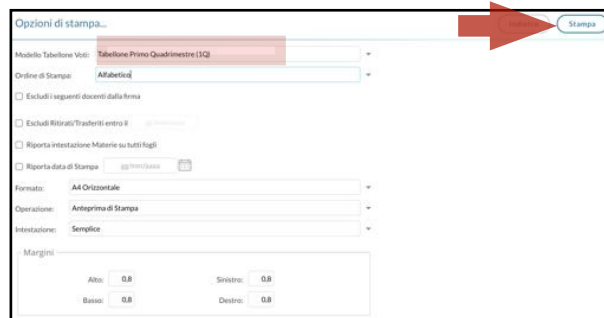 Opzioni di stampa...
Stampa
Modello Tabellone Voti: Tabellone Primo Quadrimestre (1Q)
Ordine di Stampa: Alfabetico
Escludi i seguenti docenti dalla firma
Escludi Ritirati/Trasferiti entro il gg/mm/aaaa
Riporta intestazione Materie su tutti fogli
Riporta data di Stampa gg/mm/aaaa
Formato: A4 Orizzontale
Operazione: Anteprima di Stampa
Intestazione: Semplice
Margini
Alto: 0,8 Sinistro: 0,8
Basso: 0,8 Destro: 0,8